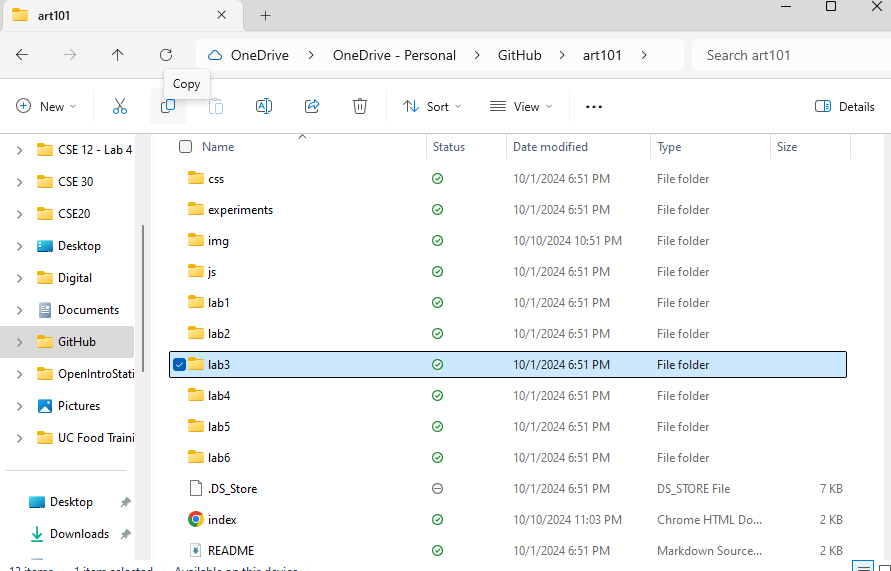 art101
OneDrive > OneDrive - Personal > GitHub > art101 > Search art101
Copy
New Sort View ... Details
Name Status Date modified Type Size
CSE 12 - Lab 4
CSE 30
CSE20
Desktop
Digital
Documents
GitHub
OpenIntroStati
Pictures
UC Food Traini
Desktop
Downloads
css 10/1/2024 6:51 PM File folder
experiments 10/1/2024 6:51 PM File folder
img 10/10/2024 10:51 PM File folder
js 10/1/2024 6:51 PM File folder
lab1 10/1/2024 6:51 PM File folder
lab2 10/1/2024 6:51 PM File folder
lab3 10/1/2024 6:51 PM File folder
lab4 10/1/2024 6:51 PM File folder
lab5 10/1/2024 6:51 PM File folder
lab6 10/1/2024 6:51 PM File folder
.DS_Store 10/1/2024 6:51 PM DS_STORE File 7 KB
index 10/10/2024 11:03 PM Chrome HTML Do... 2 KB
README 10/1/2024 6:51 PM Markdown Source... 2 KB
1 item selected Available on this device